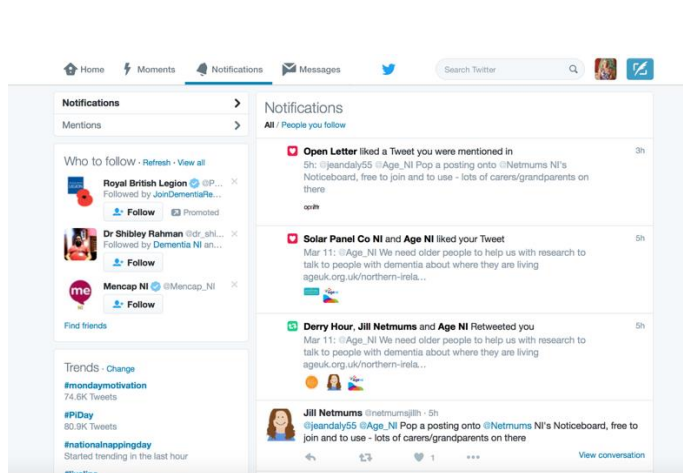 Home
Moments
Notifications
Messages
Search Twitter
Notifications
Mentions
Who to follow · Refresh · View all
Royal British Legion @P...
Followed by JoinDementiaRe...
Follow
Promoted
Dr Shibley Rahman @dr_shi...
Followed by Dementia NI an...
Follow
me
Mencap NI @Mencap_NI
Follow
Find friends
Trends · Change
#mondaymotivation
74.6K Tweets
#PiDay
80.9K Tweets
#nationalnappingday
Started trending in the last hour
Notifications
All / People you follow
Open Letter liked a Tweet you were mentioned in
3h
5h: @jeandaly55 @Age_NI Pop a posting onto @Netmums NI's
Noticeboard, free to join and to use - lots of carers/grandparents on
there
Solar Panel Co NI and Age NI liked your Tweet
5h
Mar 11: @Age_NI We need older people to help us with research to
talk to people with dementia about where they are living
ageuk.org.uk/northern-irela...
Derry Hour, Jill Netmums and Age NI Retweeted you
5h
Mar 11: @Age_NI We need older people to help us with research to
talk to people with dementia about where they are living
ageuk.org.uk/northern-irela...
Jill Netmums @netmumsjillh · 5h
@jeandaly55 @Age_NI Pop a posting onto @Netmums NI's Noticeboard, free to
join and to use - lots of carers/grandparents on there
1
View conversation